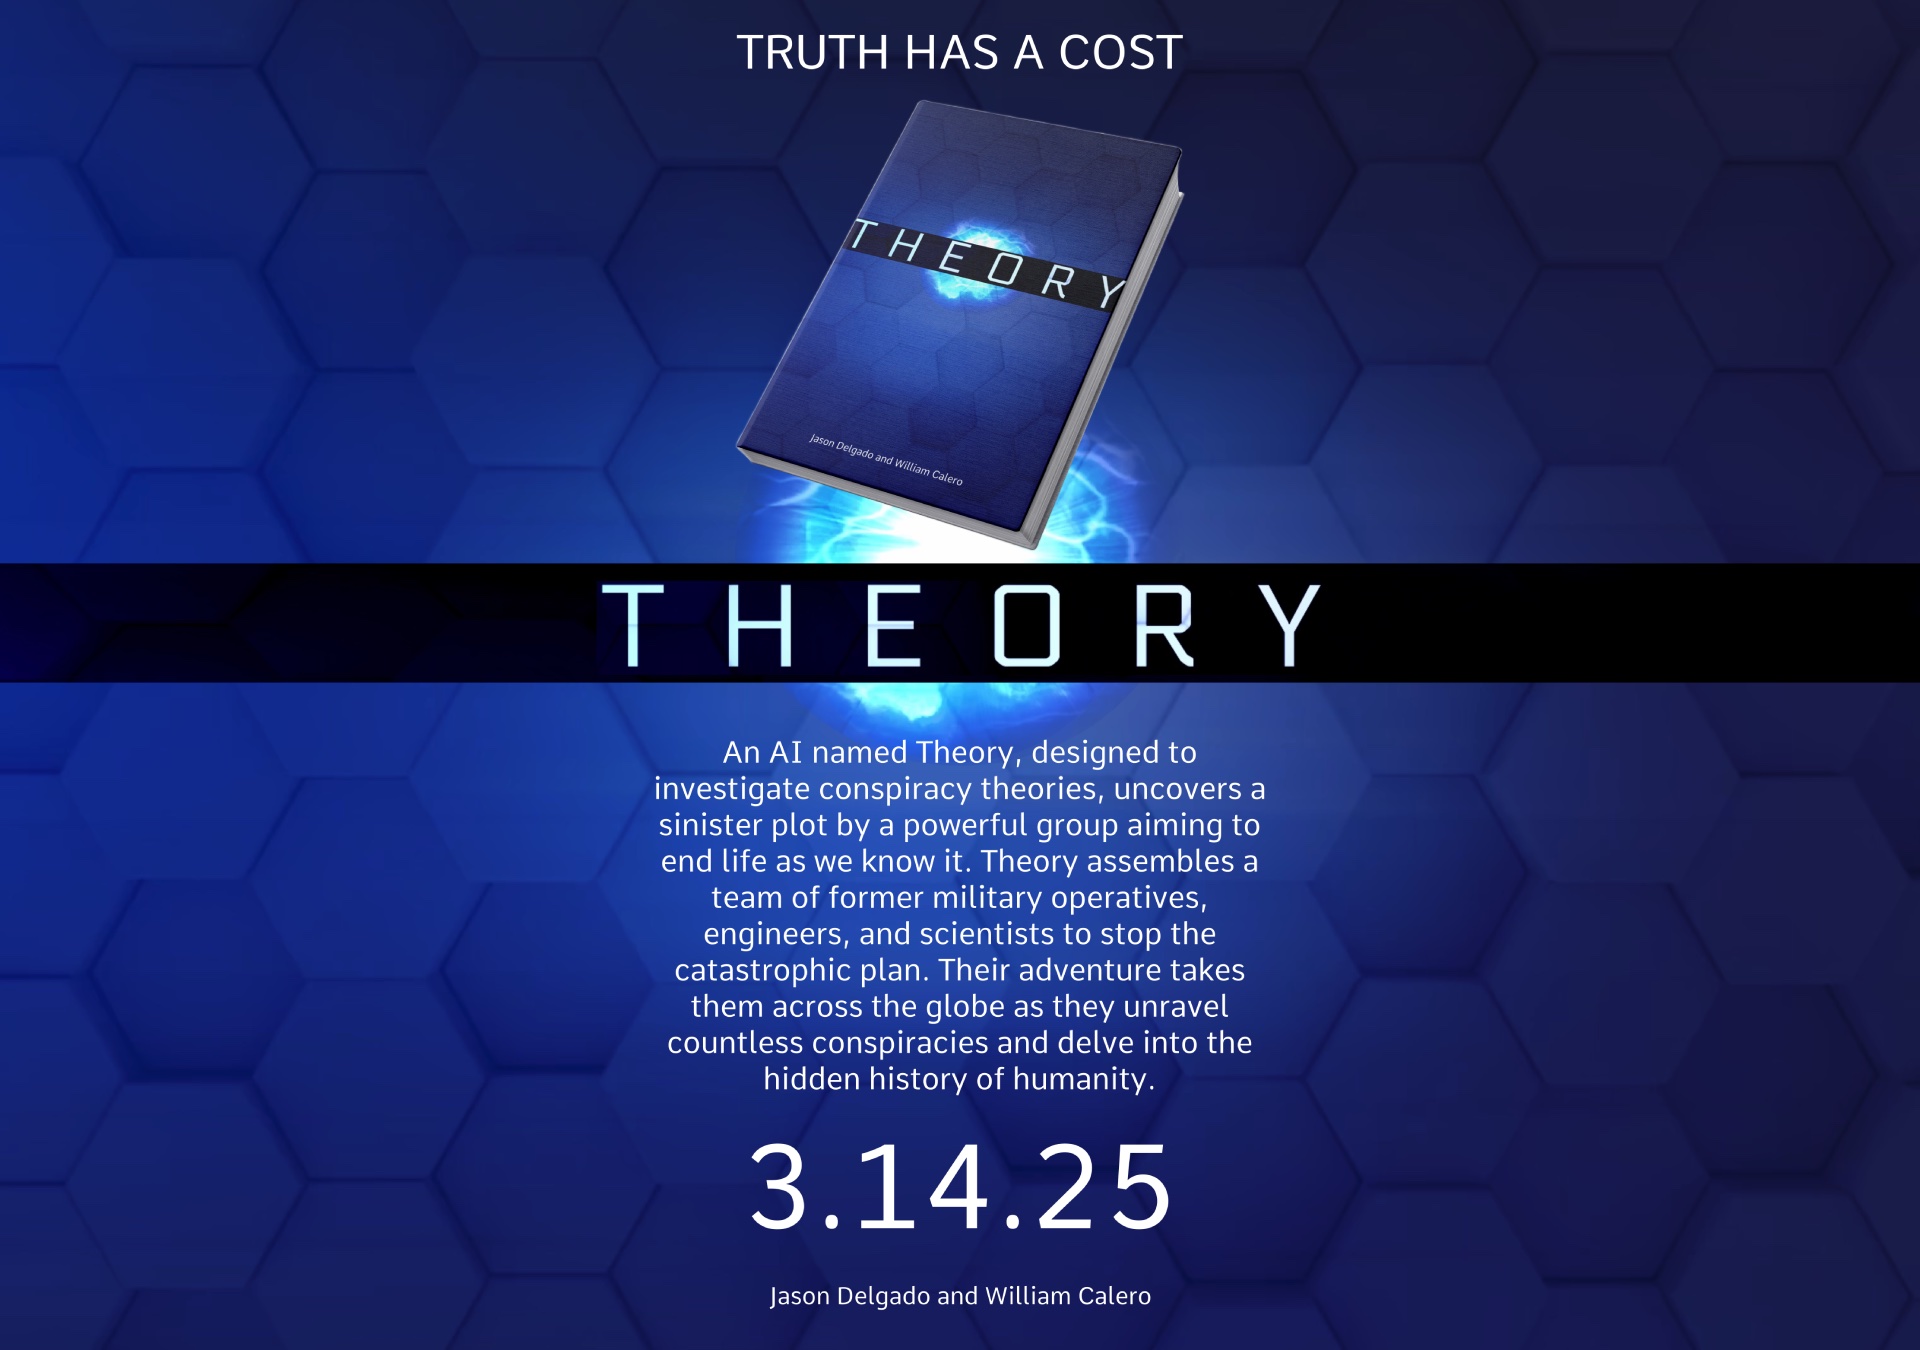 TRUTH HAS A COST
THEORY
Jason Delgado and William Calero
THEORY
An AI named Theory, designed to
investigate conspiracy theories, uncovers a
sinister plot by a powerful group aiming to
end life as we know it. Theory assembles a
team of former military operatives,
engineers, and scientists to stop the
catastrophic plan. Their adventure takes
them across the globe as they unravel
countless conspiracies and delve into the
hidden history of humanity.
3.14.25
Jason Delgado and William Calero